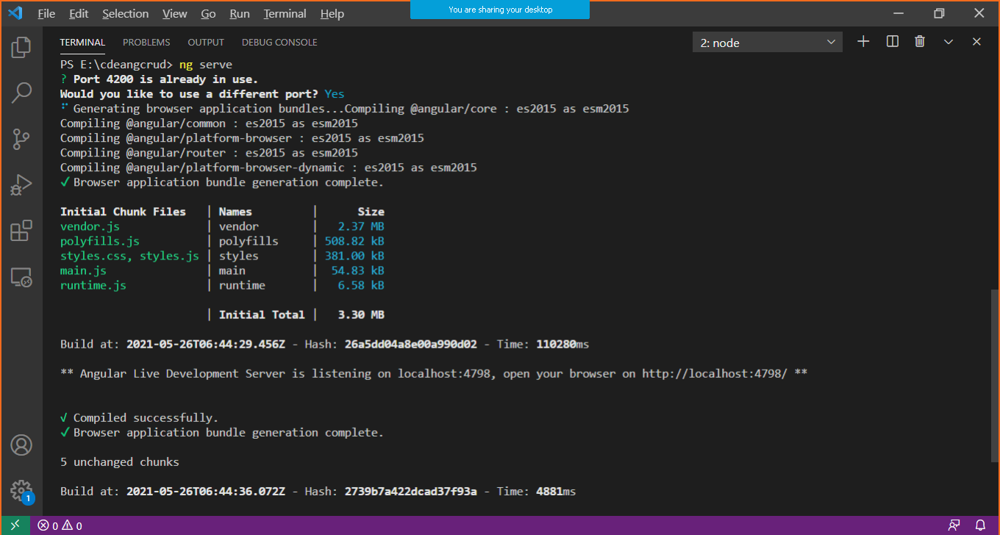 You are sharing your desktop
File Edit Selection View Go Run Terminal Help
TERMINAL PROBLEMS OUTPUT DEBUG CONSOLE 2: node
PS E:\cdeangcrud> ng serve
? Port 4200 is already in use.
Would you like to use a different port? Yes
⠋ Generating browser application bundles...Compiling @angular/core : es2015 as esm2015
Compiling @angular/common : es2015 as esm2015
Compiling @angular/platform-browser : es2015 as esm2015
Compiling @angular/router : es2015 as esm2015
Compiling @angular/platform-browser-dynamic : es2015 as esm2015
✓ Browser application bundle generation complete.
Initial Chunk Files | Names | Size
vendor.js | vendor | 2.37 MB
polyfills.js | polyfills | 508.82 kB
styles.css, styles.js | styles | 381.00 kB
main.js | main | 54.83 kB
runtime.js | runtime | 6.58 kB
| Initial Total | 3.30 MB
Build at: 2021-05-26T06:44:29.456Z - Hash: 26a5dd04a8e00a990d02 - Time: 110280ms
** Angular Live Development Server is listening on localhost:4798, open your browser on http://localhost:4798/ **
√ Compiled successfully.
✓ Browser application bundle generation complete.
5 unchanged chunks
Build at: 2021-05-26T06:44:36.072Z - Hash: 2739b7a422dcad37f93a - Time: 4881ms
1
0 0